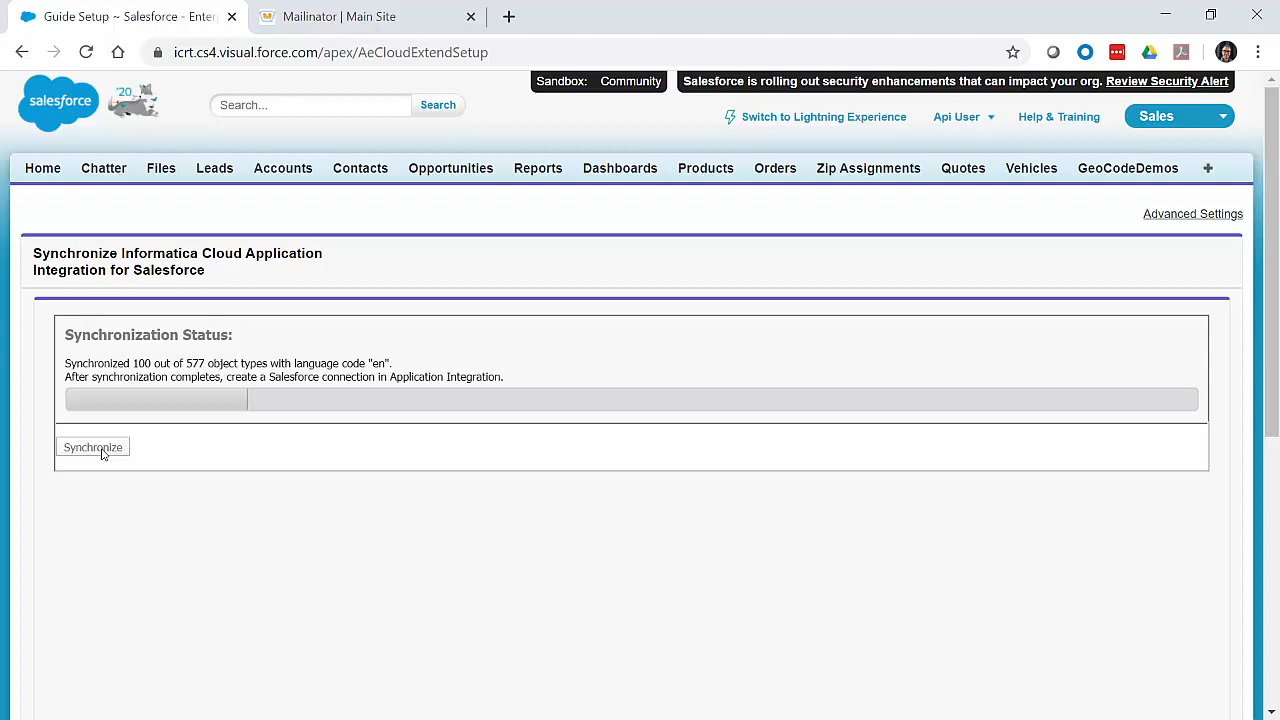 Guide Setup ~ Salesforce - Enter
Mailinator | Main Site
icrt.cs4.visual.force.com/apex/AeCloudExtendSetup
salesforce
'20
Search...
Search
Sandbox: Community
Salesforce is rolling out security enhancements that can impact your org. Review Security Alert
Switch to Lightning Experience
Api User
Help & Training
Sales
Home
Chatter
Files
Leads
Accounts
Contacts
Opportunities
Reports
Dashboards
Products
Orders
Zip Assignments
Quotes
Vehicles
GeoCodeDemos
Advanced Settings
Synchronize Informatica Cloud Application
Integration for Salesforce
Synchronization Status:
Synchronized 100 out of 577 object types with language code "en".
After synchronization completes, create a Salesforce connection in Application Integration.
Synchronize